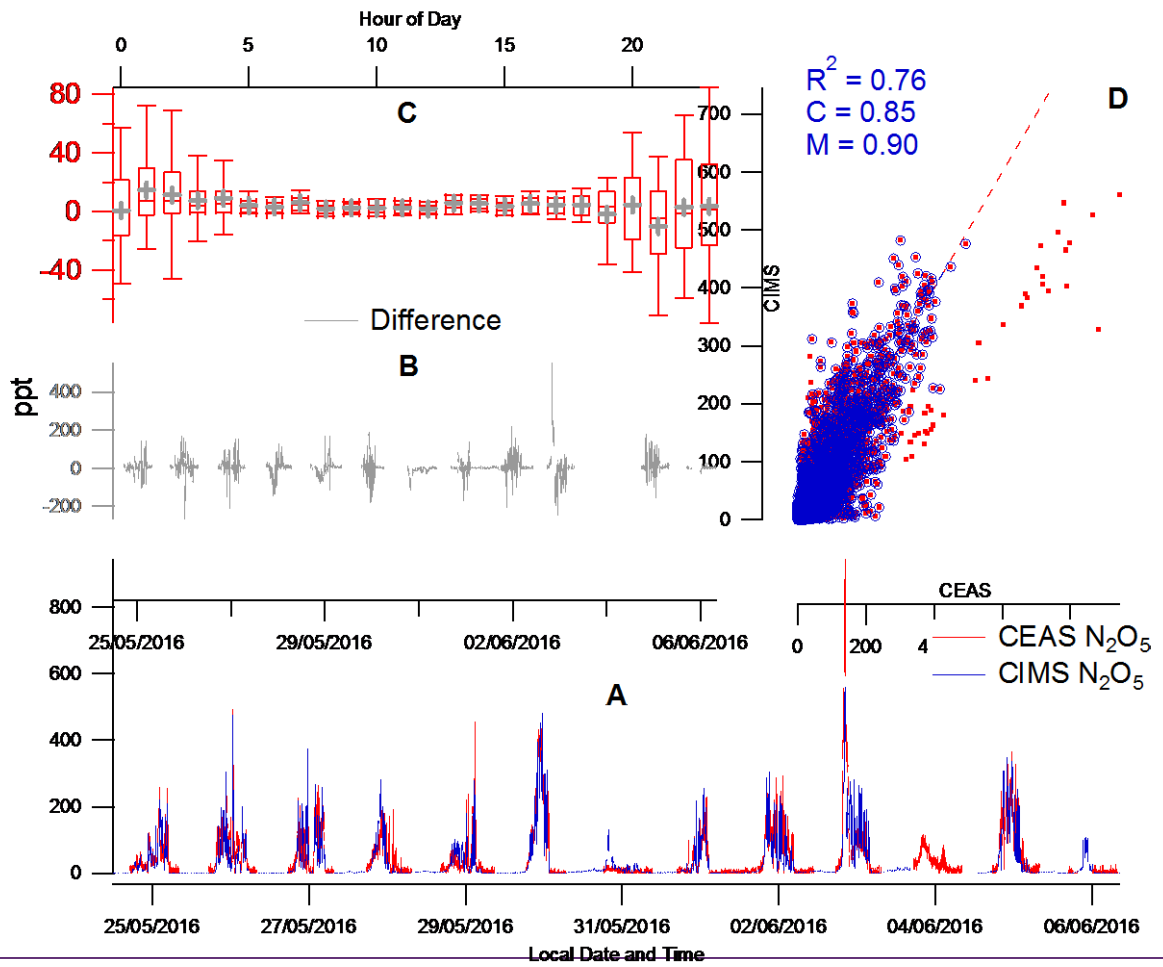 Hour of Day
0 5 10 15 20
80
40
0
-40
C
Difference
R2 = 0.76
C = 0.85
M = 0.90
D
700
600
500
400
300
200
100
0
CIMS
B
ppt
400
200
0
-200
25/05/2016 29/05/2016 02/06/2016 06/06/2016
CEAS
0 200 4
CEAS N2O5
CIMS N2O5
A
800
600
400
200
0
25/05/2016 27/05/2016 29/05/2016 31/05/2016 02/06/2016 04/06/2016 06/06/2016
Local Date and Time